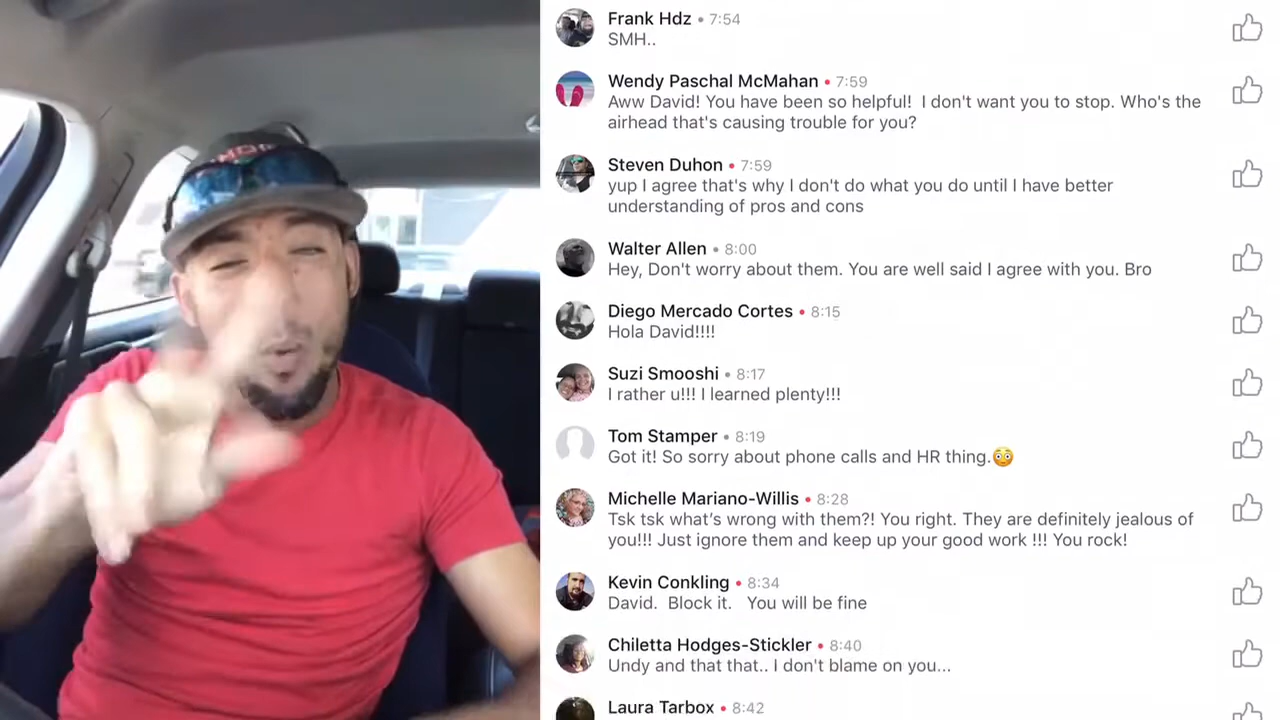 Frank Hdz • 7:54
SMH..
Wendy Paschal McMahan • 7:59
Aww David! You have been so helpful!  I don't want you to stop. Who's the
airhead that's causing trouble for you?
Steven Duhon • 7:59
yup I agree that's why I don't do what you do until I have better
understanding of pros and cons
Walter Allen • 8:00
Hey, Don't worry about them. You are well said I agree with you. Bro
Diego Mercado Cortes • 8:15
Hola David!!!!
Suzi Smooshi • 8:17
I rather u!!! I learned plenty!!!
Tom Stamper • 8:19
Got it! So sorry about phone calls and HR thing.😳
Michelle Mariano-Willis • 8:28
Tsk tsk what’s wrong with them?! You right. They are definitely jealous of
you!!! Just ignore them and keep up your good work !!! You rock!
Kevin Conkling • 8:34
David.  Block it.   You will be fine
Chiletta Hodges-Stickler • 8:40
Undy and that that.. I don't blame on you...
Laura Tarbox • 8:42